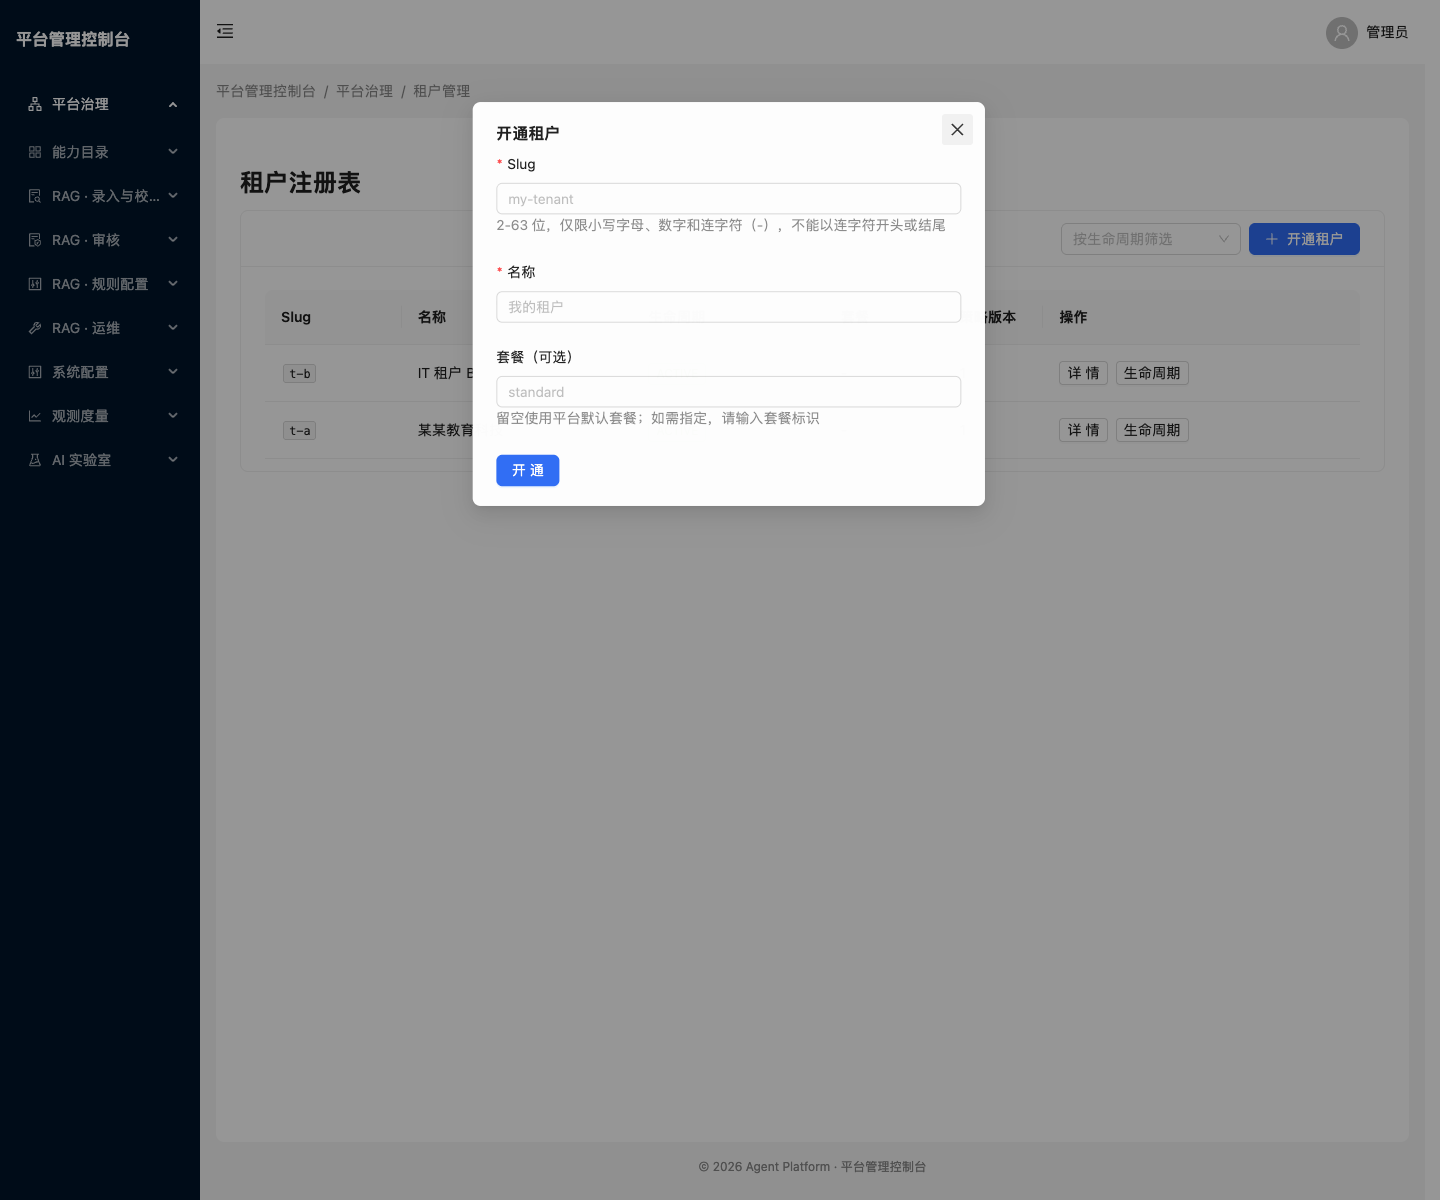 平台管理控制台
平台治理
能力目录
RAG · 录入与校...
RAG · 审核
RAG · 规则配置
RAG · 运维
系统配置
观测度量
AI 实验室
管理员
平台管理控制台 / 平台治理 / 租户管理
租户注册表
按生命周期筛选
开通租户
Slug 名称 版本 操作
t-b IT 租户 B 详 情 生命周期
t-a 某某教育 详 情 生命周期
开通租户
* Slug
my-tenant
2-63 位，仅限小写字母、数字和连字符（-），不能以连字符开头或结尾
* 名称
我的租户
套餐（可选）
standard
留空使用平台默认套餐；如需指定，请输入套餐标识
开 通
© 2026 Agent Platform · 平台管理控制台